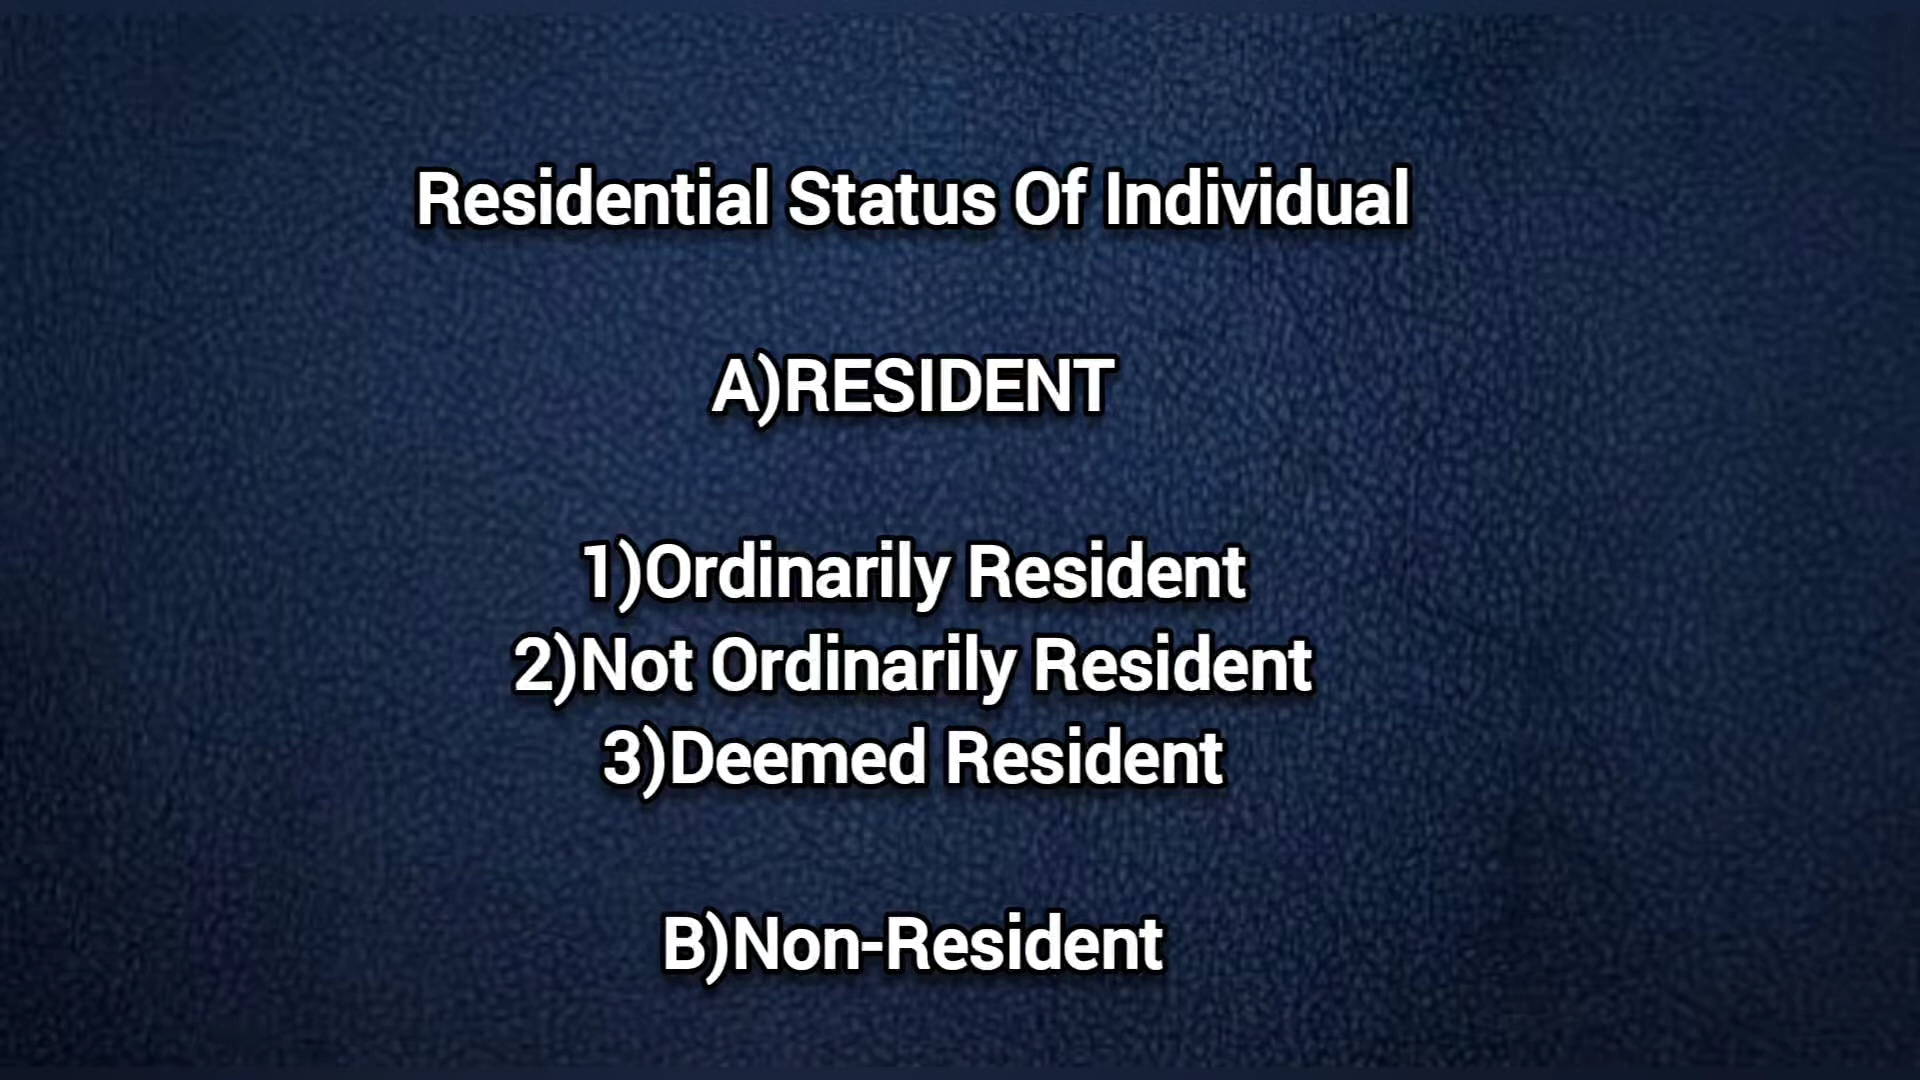 Residential Status Of Individual
A)RESIDENT
1)Ordinarily Resident
2)Not Ordinarily Resident
3)Deemed Resident
B)Non-Resident